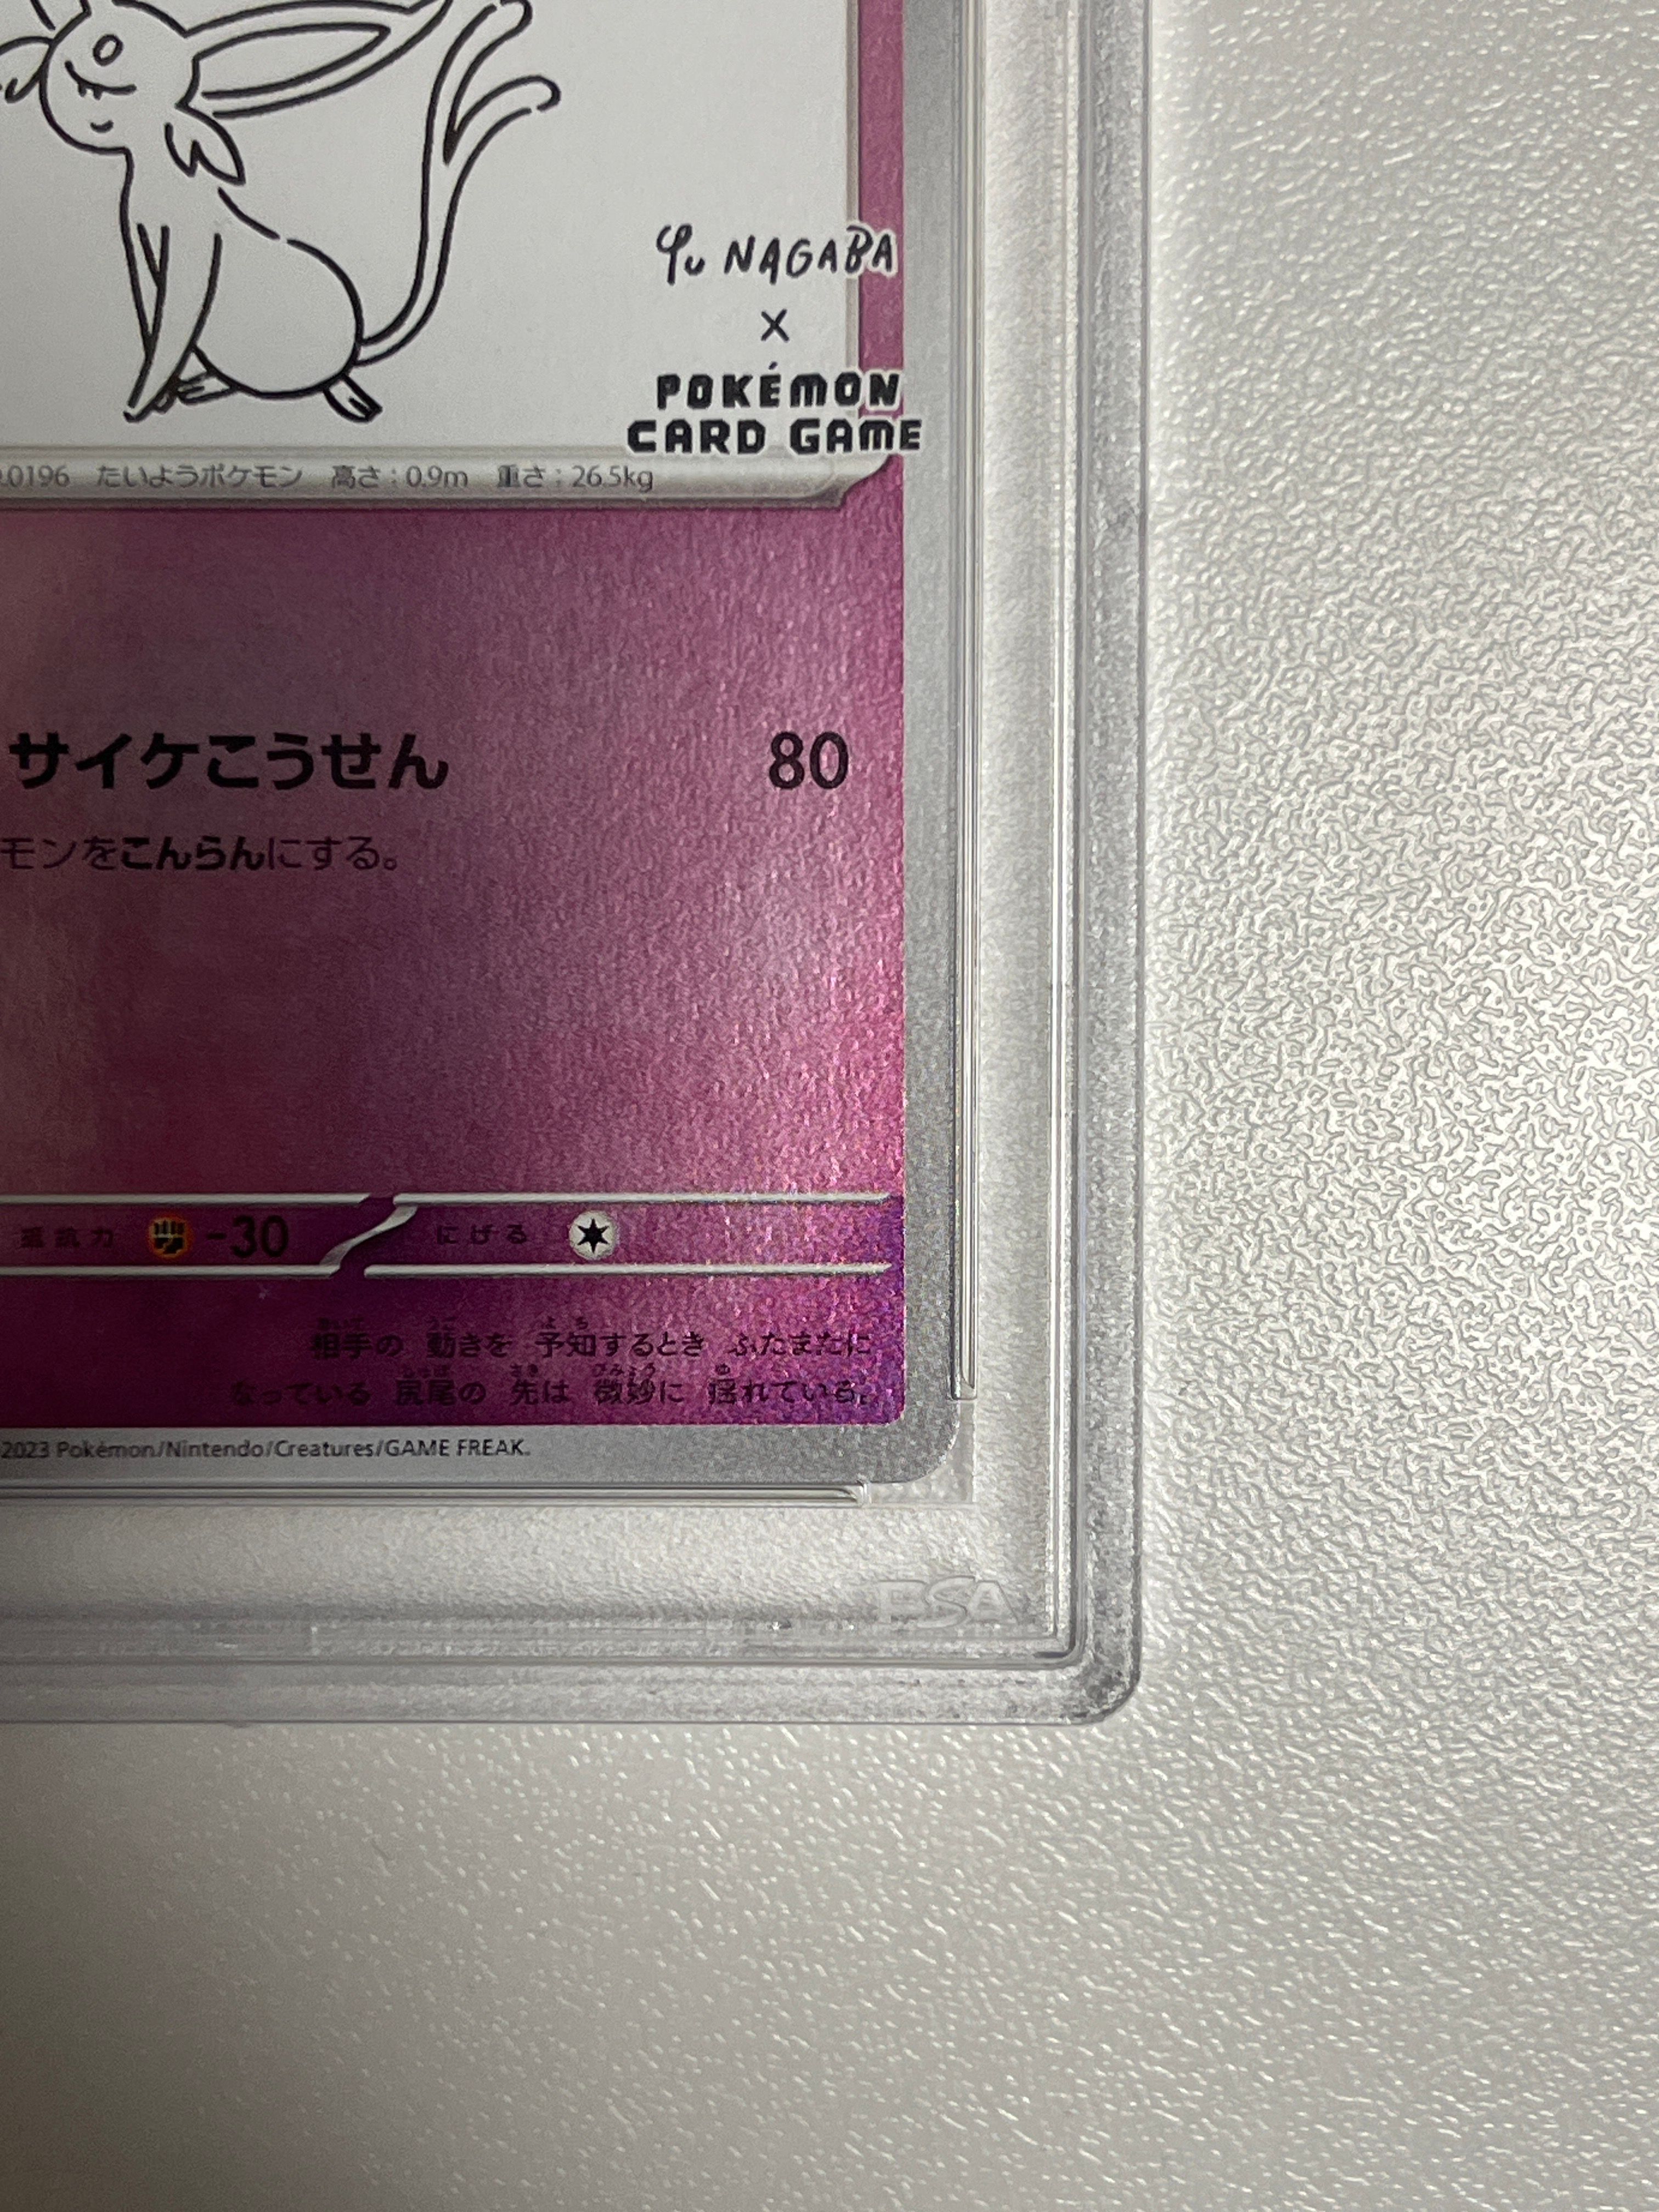 Yu NAGABA
×
POKÉMON
CARD GAME
.0196 たいようポケモン 高さ：0.9m 重さ：26.5kg
サイケこうせん 80
モンをこんらんにする。
抵抗力 -30 にげる
相手の 動きを 予知するとき ふたまたに
なっている 尻尾の 先は 微妙に 揺れている。
2023 Pokémon/Nintendo/Creatures/GAME FREAK.
PSA